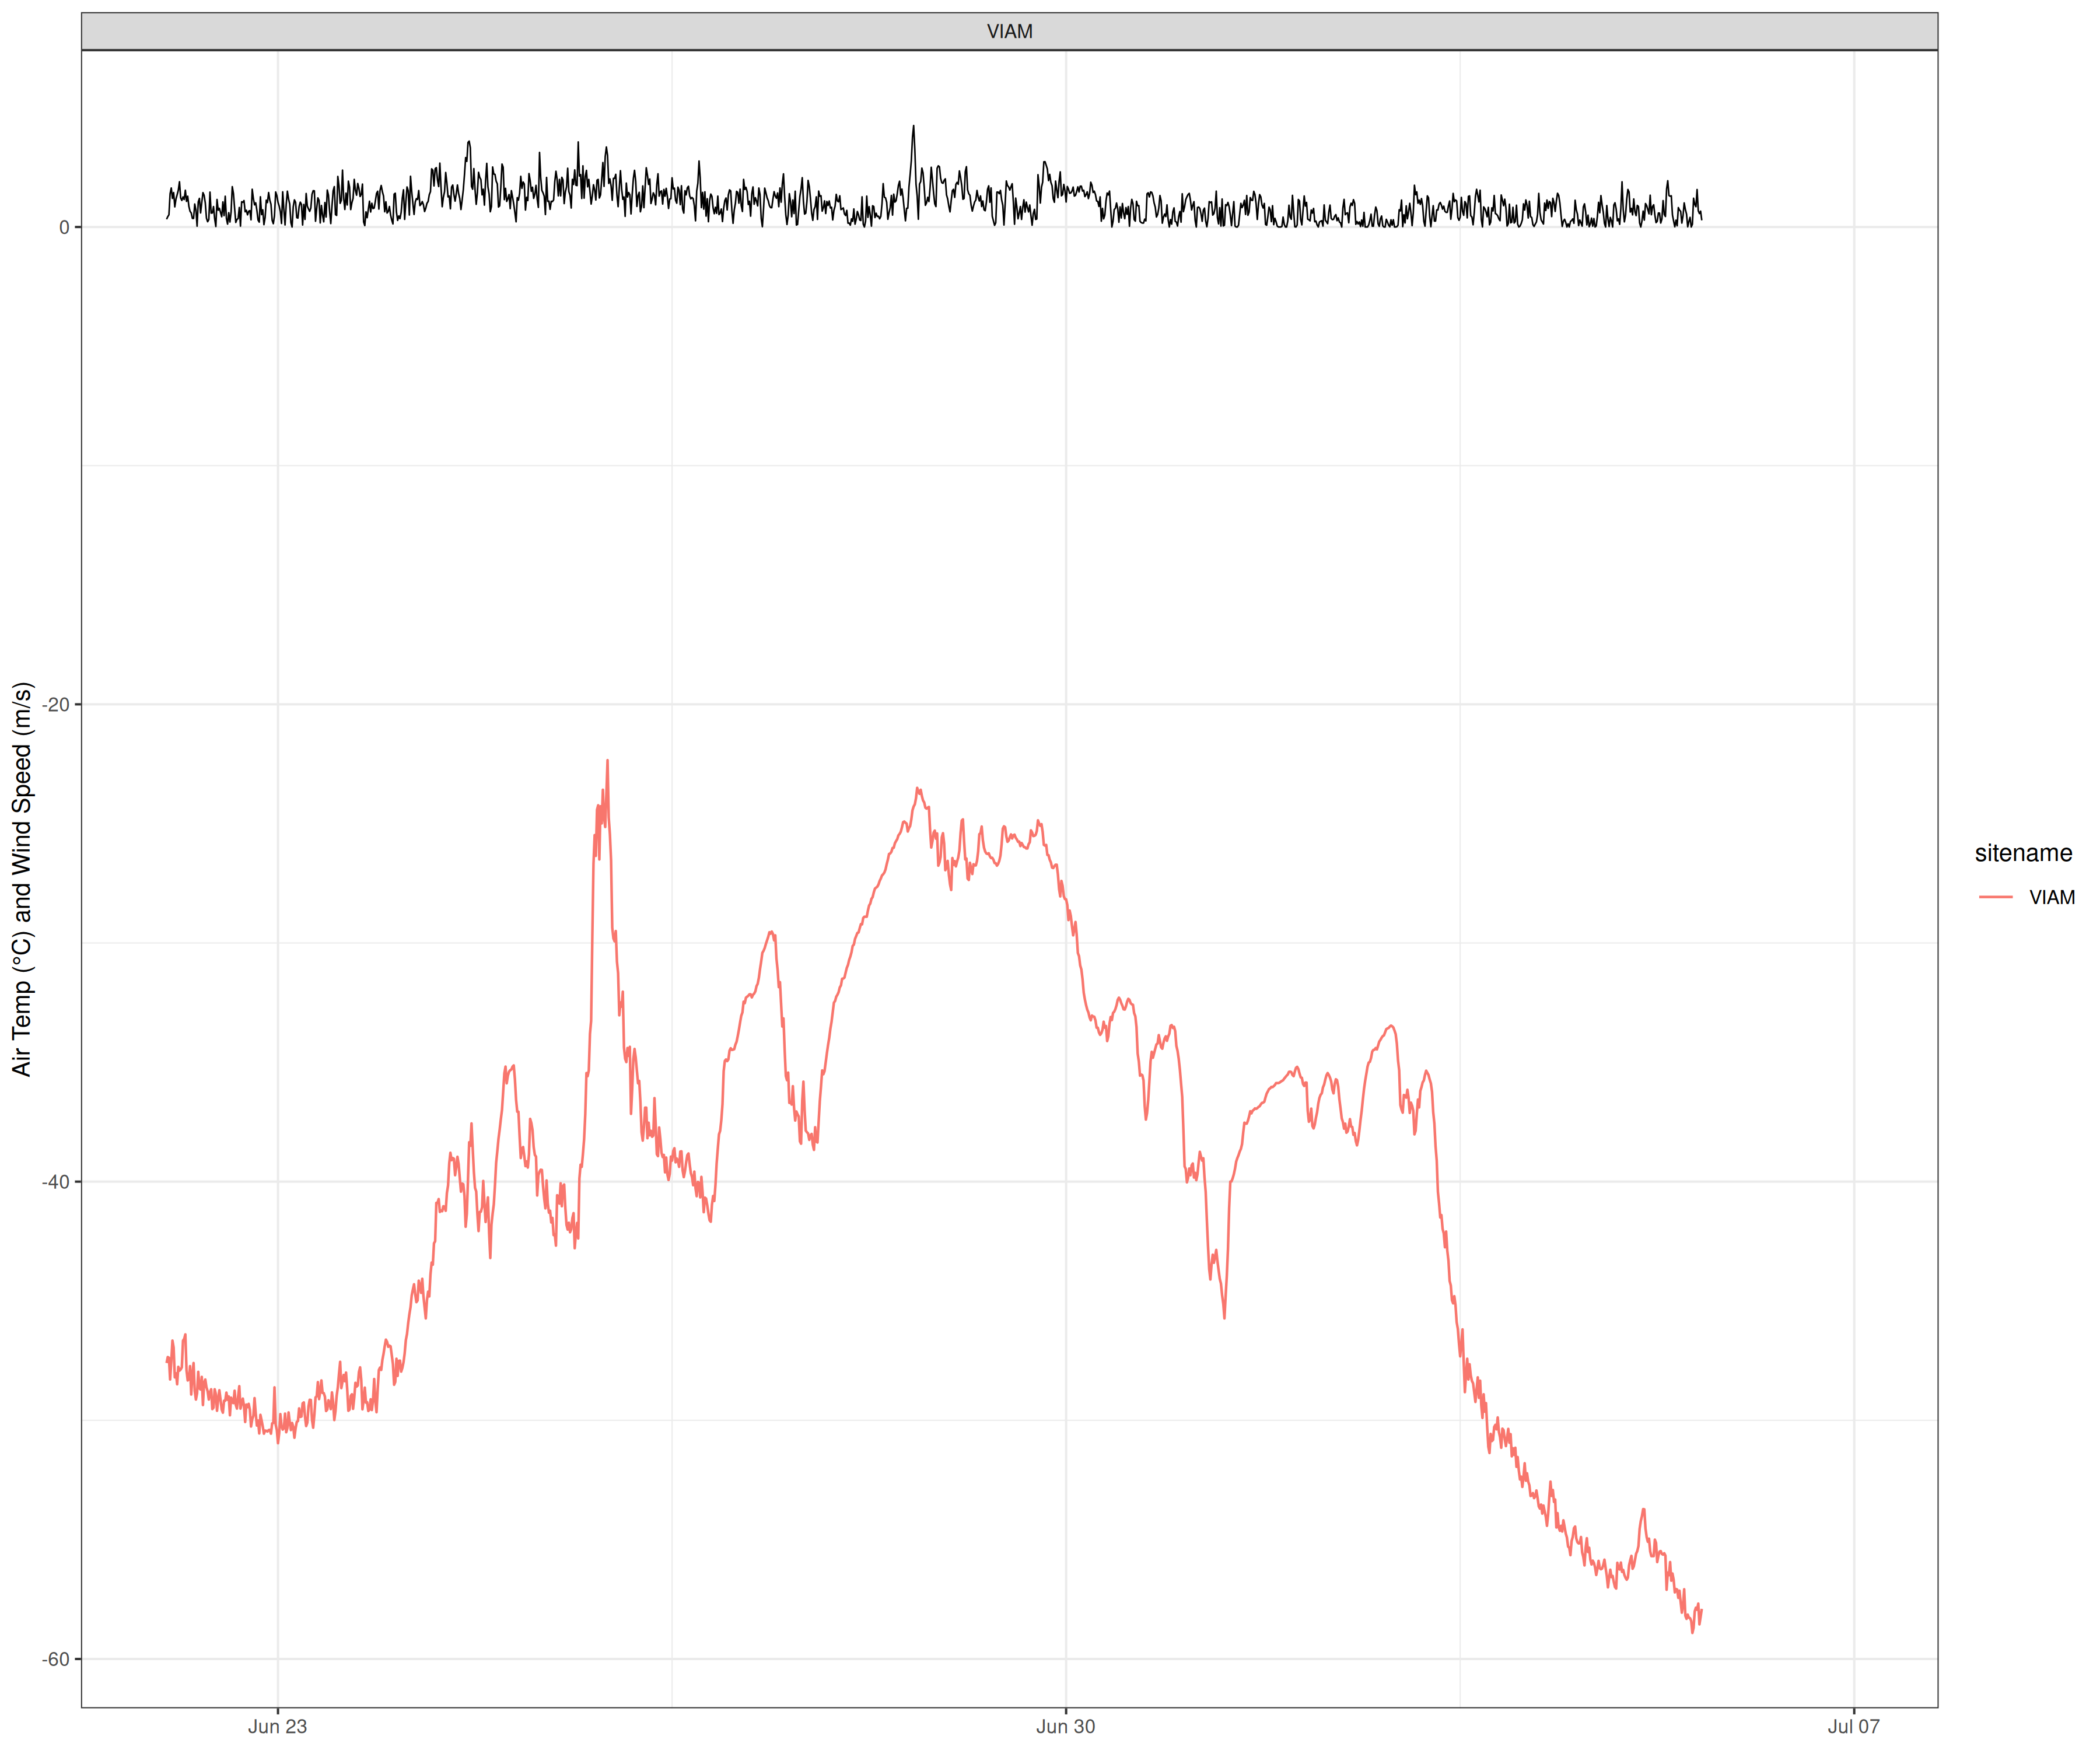 VIAM
Air Temp (°C) and Wind Speed (m/s)
0
-20
-40
-60
Jun 23
Jun 30
Jul 07
sitename
VIAM